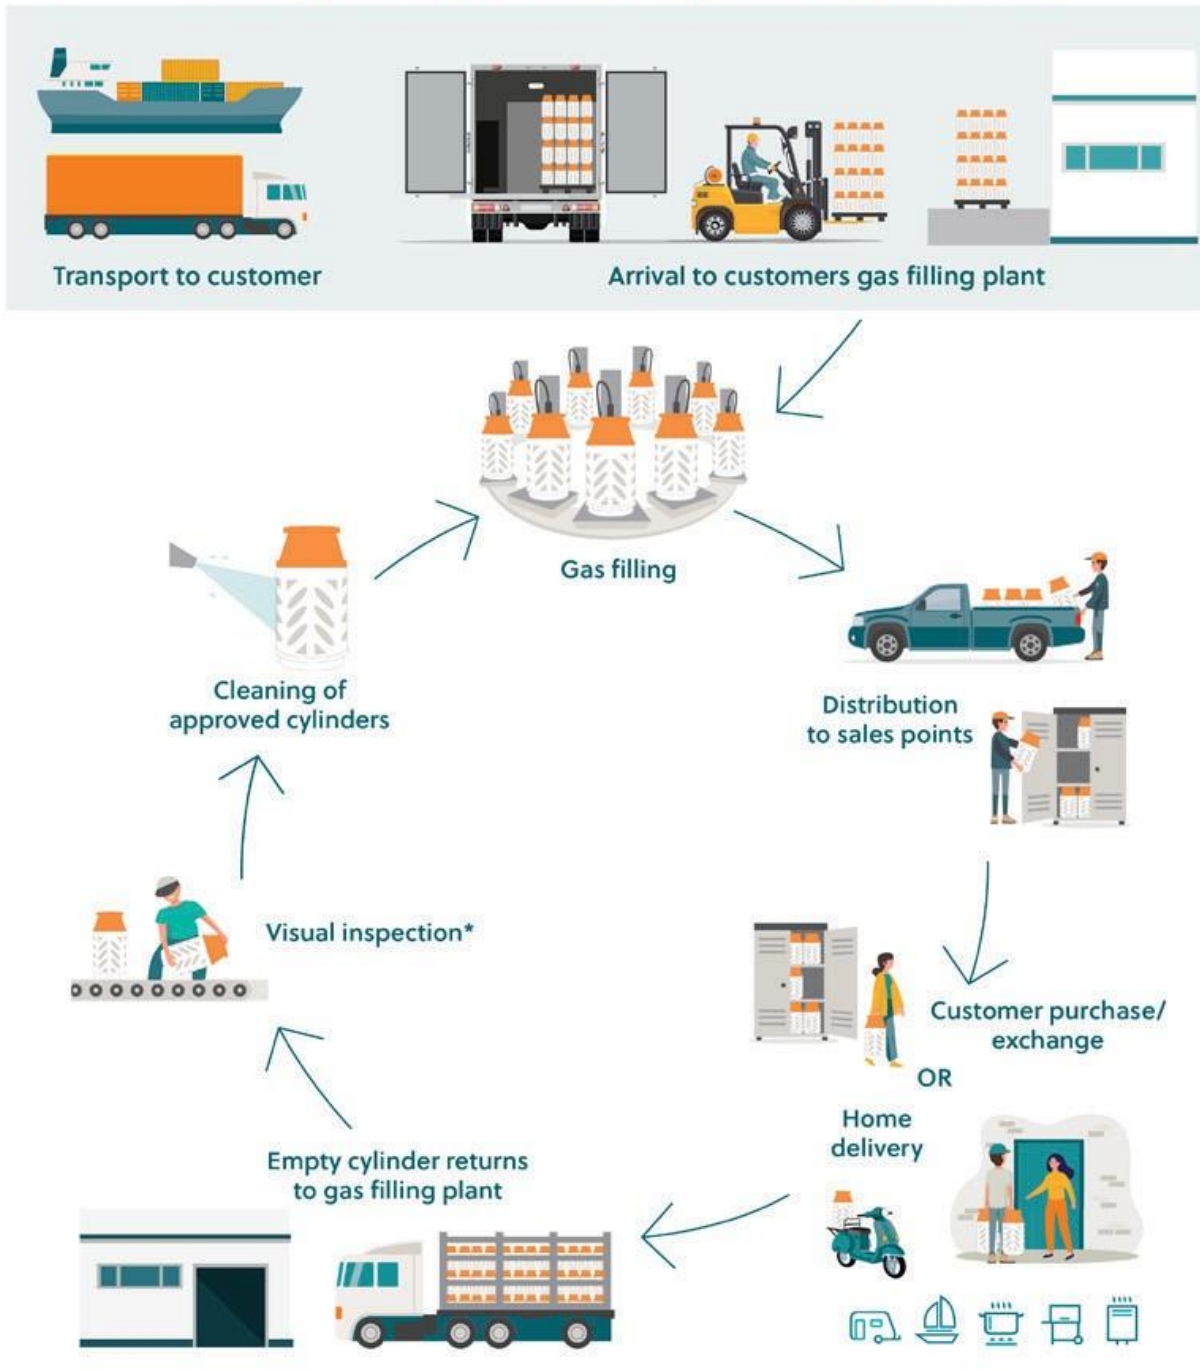 Transport to customer
Arrival to customers gas filling plant
Gas filling
Cleaning of
approved cylinders
Distribution
to sales points
Visual inspection*
Customer purchase/
exchange
OR
Home
delivery
Empty cylinder returns
to gas filling plant